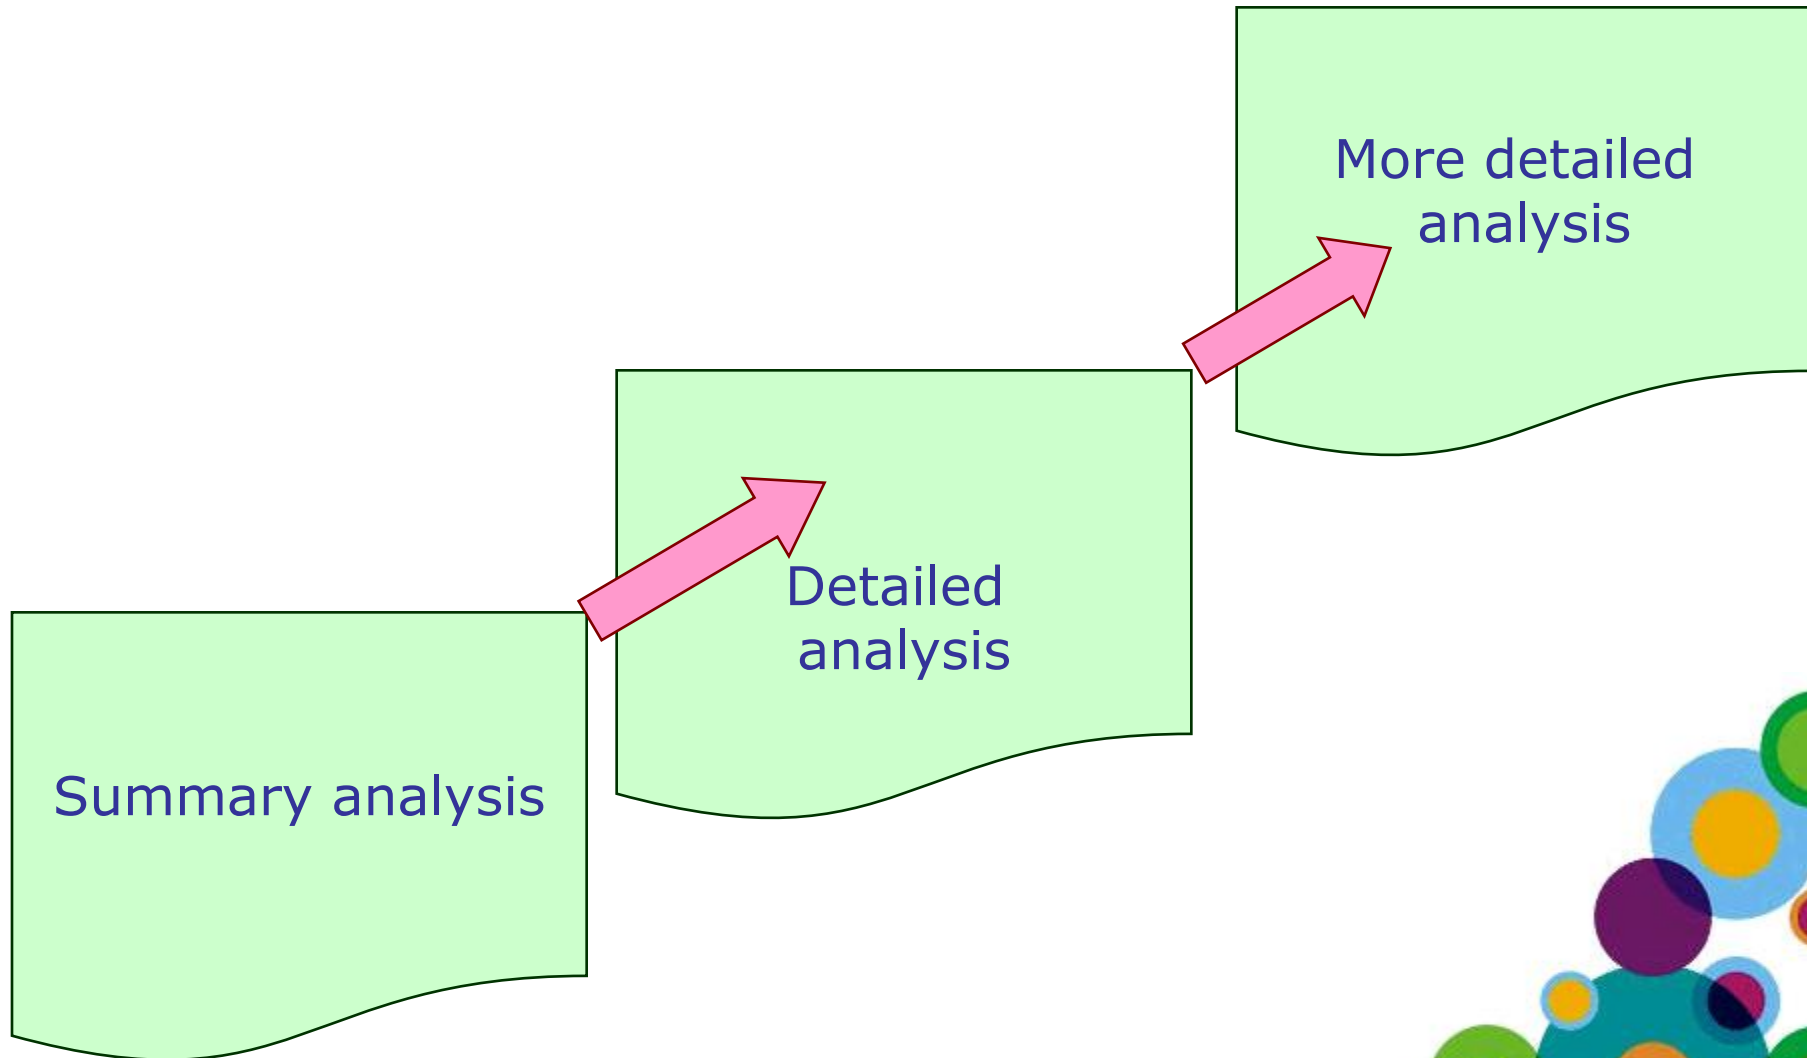 More detailed
analysis
Detailed
analysis
Summary analysis